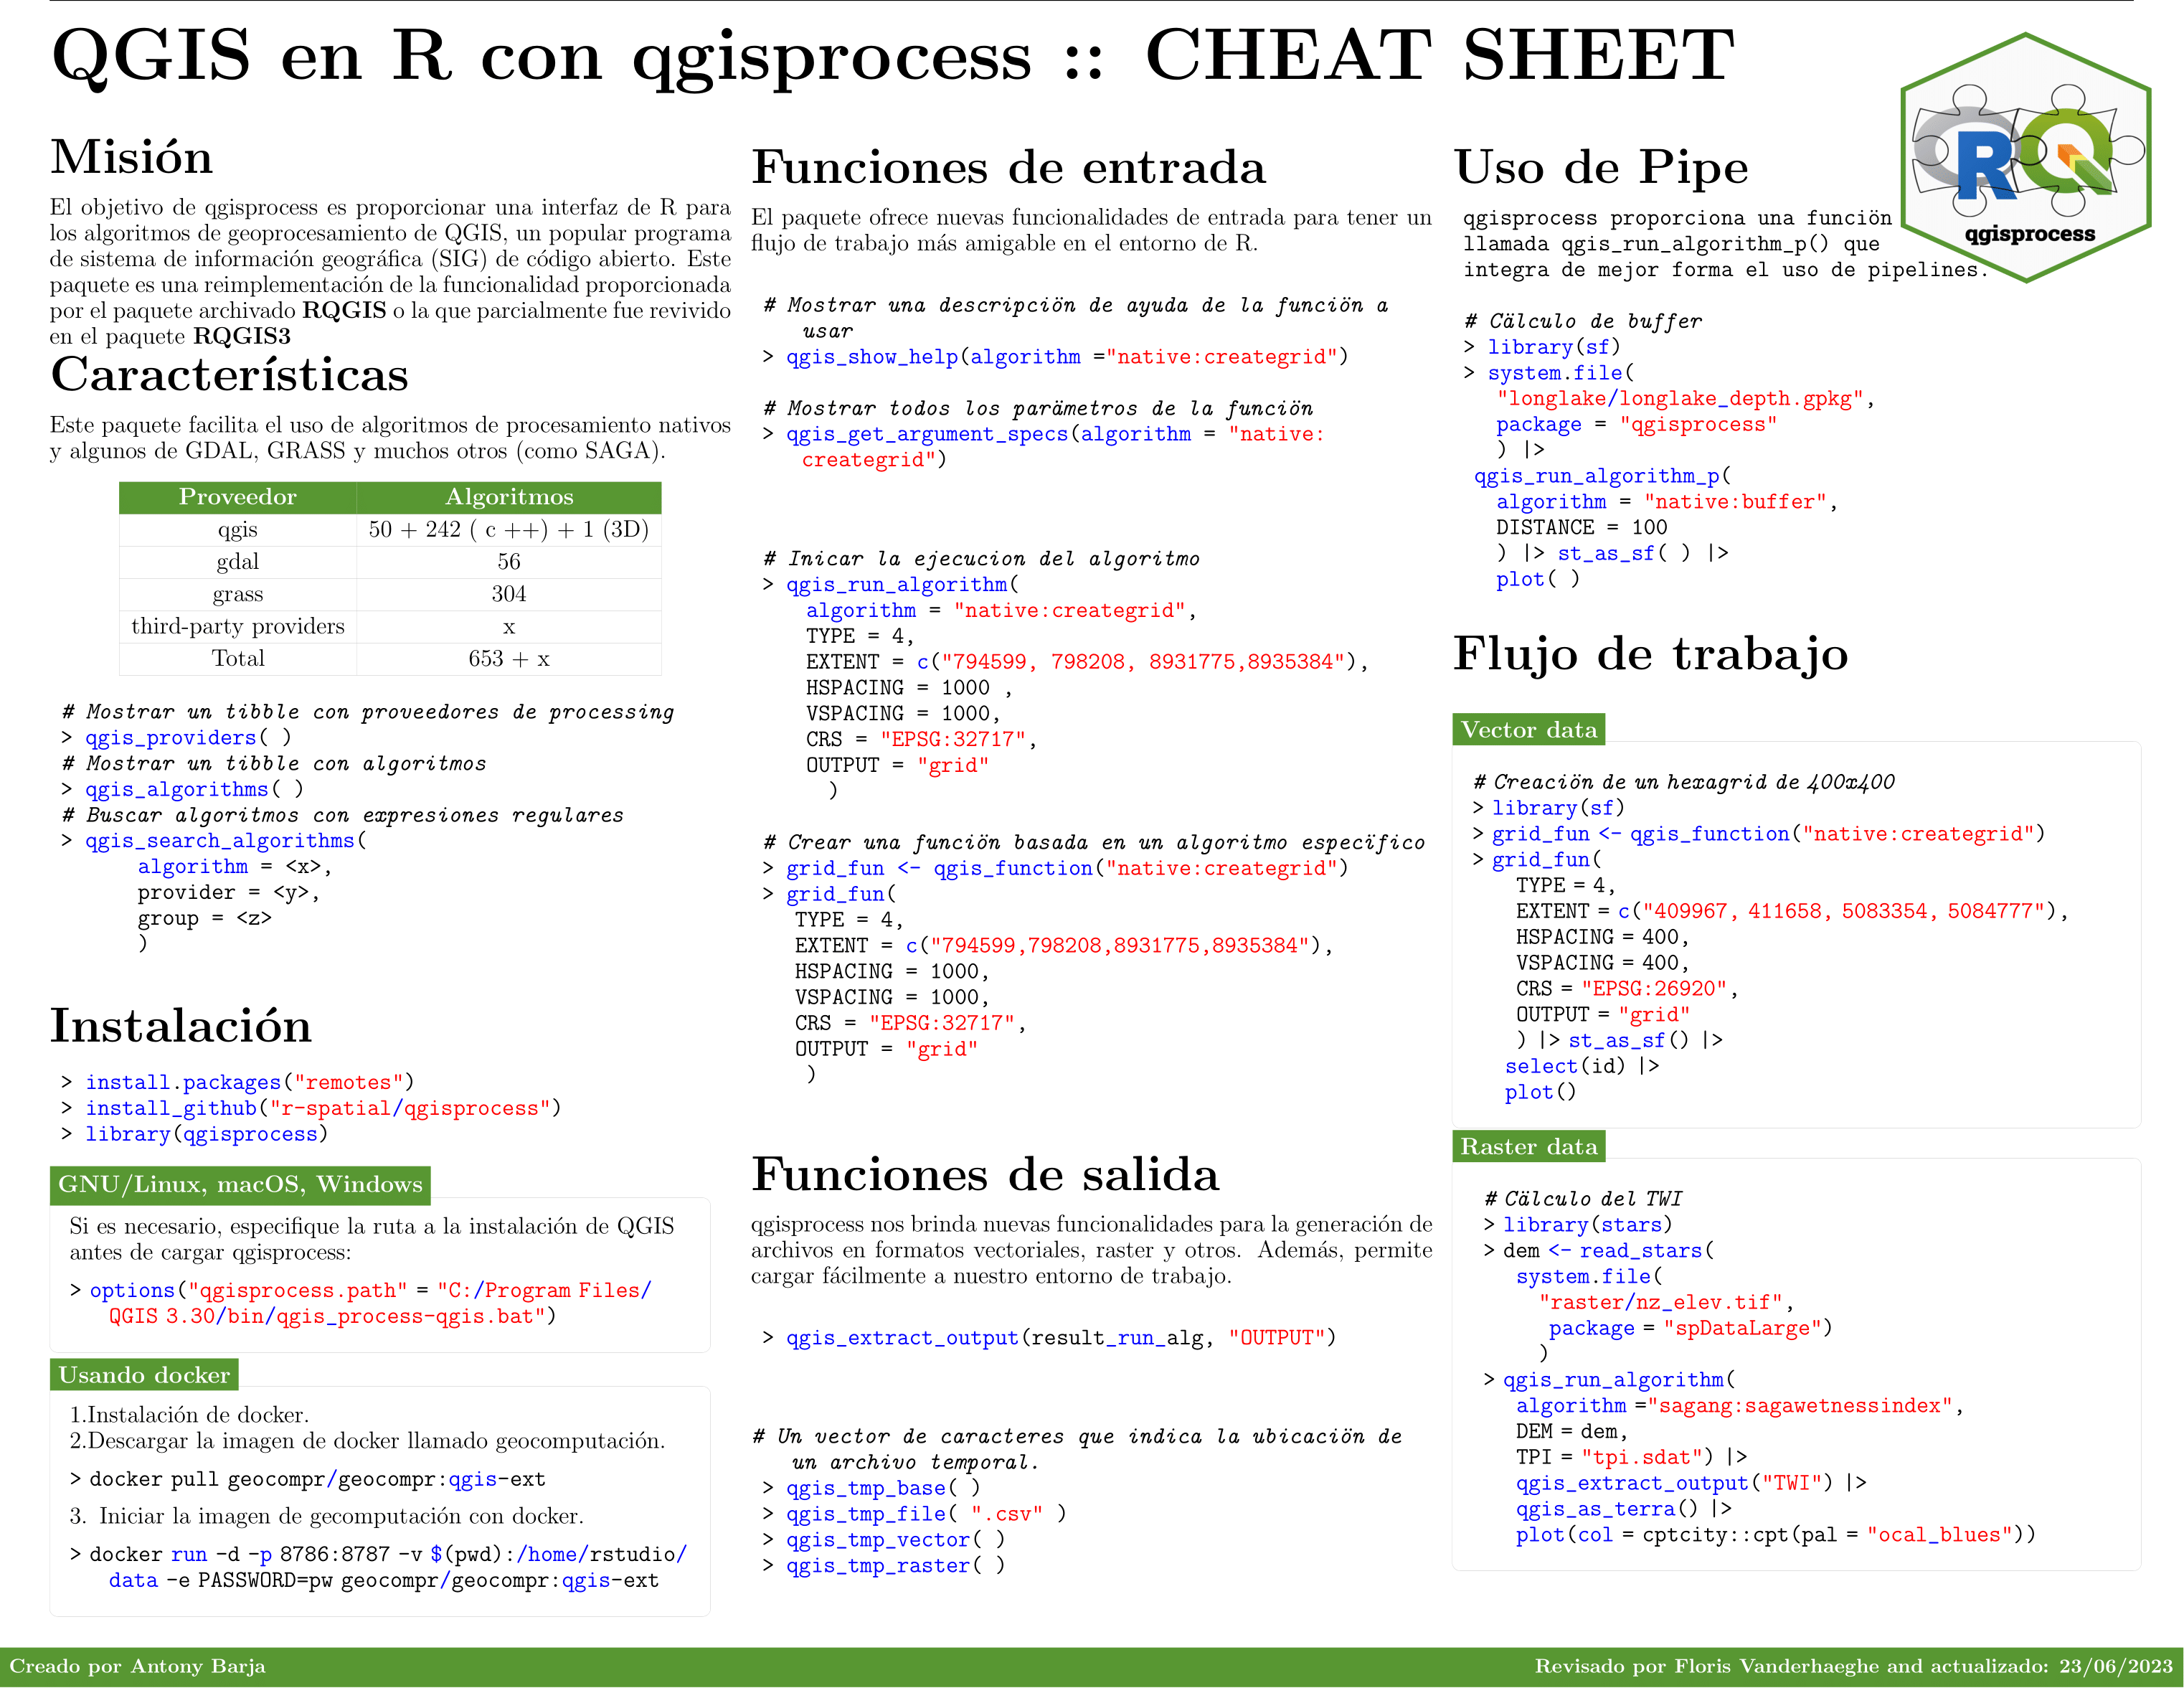 QGIS en R con qgisprocess :: CHEAT SHEET
qgisprocess
Misión
El objetivo de qgisprocess es proporcionar una interfaz de R para
los algoritmos de geoprocesamiento de QGIS, un popular programa
de sistema de información geográfica (SIG) de código abierto. Este
paquete es una reimplementación de la funcionalidad proporcionada
por el paquete archivado RQGIS o la que parcialmente fue revivido
en el paquete RQGIS3
Características
Este paquete facilita el uso de algoritmos de procesamiento nativos
y algunos de GDAL, GRASS y muchos otros (como SAGA).
Proveedor Algoritmos
qgis 50 + 242 ( c ++) + 1 (3D)
gdal 56
grass 304
third-party providers x
Total 653 + x
# Mostrar un tibble con proveedores de processing
> qgis_providers( )
# Mostrar un tibble con algoritmos
> qgis_algorithms( )
# Buscar algoritmos con expresiones regulares
> qgis_search_algorithms(
algorithm = <x>,
provider = <y>,
group = <z>
)
Instalación
> install.packages("remotes")
> install_github("r-spatial/qgisprocess")
> library(qgisprocess)
GNU/Linux, macOS, Windows
Si es necesario, especifique la ruta a la instalación de QGIS
antes de cargar qgisprocess:
> options("qgisprocess.path" = "C:/Program Files/
QGIS 3.30/bin/qgis_process-qgis.bat")
Usando docker
1.Instalación de docker.
2.Descargar la imagen de docker llamado geocomputación.
> docker pull geocompr/geocompr:qgis-ext
3. Iniciar la imagen de gecomputación con docker.
> docker run -d -p 8786:8787 -v $(pwd):/home/rstudio/
data -e PASSWORD=pw geocompr/geocompr:qgis-ext
Funciones de entrada
El paquete ofrece nuevas funcionalidades de entrada para tener un
flujo de trabajo más amigable en el entorno de R.
# Mostrar una descripciön de ayuda de la funciön a
usar
> qgis_show_help(algorithm ="native:creategrid")
# Mostrar todos los parämetros de la funciön
> qgis_get_argument_specs(algorithm = "native:
creategrid")
# Inicar la ejecucion del algoritmo
> qgis_run_algorithm(
algorithm = "native:creategrid",
TYPE = 4,
EXTENT = c("794599, 798208, 8931775,8935384"),
HSPACING = 1000 ,
VSPACING = 1000,
CRS = "EPSG:32717",
OUTPUT = "grid"
)
# Crear una funciön basada en un algoritmo especïfico
> grid_fun <- qgis_function("native:creategrid")
> grid_fun(
TYPE = 4,
EXTENT = c("794599,798208,8931775,8935384"),
HSPACING = 1000,
VSPACING = 1000,
CRS = "EPSG:32717",
OUTPUT = "grid"
)
Funciones de salida
qgisprocess nos brinda nuevas funcionalidades para la generación de
archivos en formatos vectoriales, raster y otros. Además, permite
cargar fácilmente a nuestro entorno de trabajo.
> qgis_extract_output(result_run_alg, "OUTPUT")
# Un vector de caracteres que indica la ubicaciön de
un archivo temporal.
> qgis_tmp_base( )
> qgis_tmp_file( ".csv" )
> qgis_tmp_vector( )
> qgis_tmp_raster( )
Uso de Pipe
qgisprocess proporciona una funciön
llamada qgis_run_algorithm_p() que
integra de mejor forma el uso de pipelines.
# Cälculo de buffer
> library(sf)
> system.file(
"longlake/longlake_depth.gpkg",
package = "qgisprocess"
) |>
qgis_run_algorithm_p(
algorithm = "native:buffer",
DISTANCE = 100
) |> st_as_sf( ) |>
plot( )
Flujo de trabajo
Vector data
# Creaciön de un hexagrid de 400x400
> library(sf)
> grid_fun <- qgis_function("native:creategrid")
> grid_fun(
TYPE = 4,
EXTENT = c("409967, 411658, 5083354, 5084777"),
HSPACING = 400,
VSPACING = 400,
CRS = "EPSG:26920",
OUTPUT = "grid"
) |> st_as_sf() |>
select(id) |>
plot()
Raster data
# Cälculo del TWI
> library(stars)
> dem <- read_stars(
system.file(
"raster/nz_elev.tif",
package = "spDataLarge")
)
> qgis_run_algorithm(
algorithm ="sagang:sagawetnessindex",
DEM = dem,
TPI = "tpi.sdat") |>
qgis_extract_output("TWI") |>
qgis_as_terra() |>
plot(col = cptcity::cpt(pal = "ocal_blues"))
Creado por Antony Barja
Revisado por Floris Vanderhaeghe and actualizado: 23/06/2023